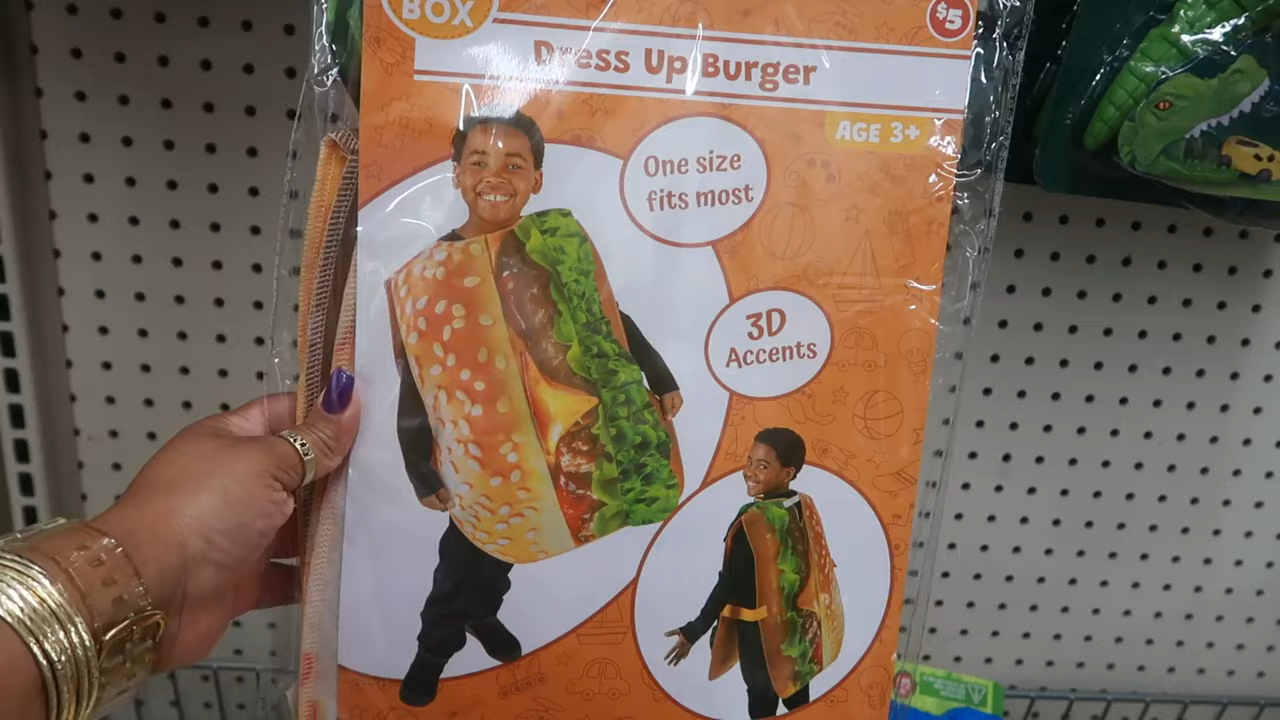 BOX
$5
Dress Up Burger
AGE 3+
One size
fits most
3D
Accents